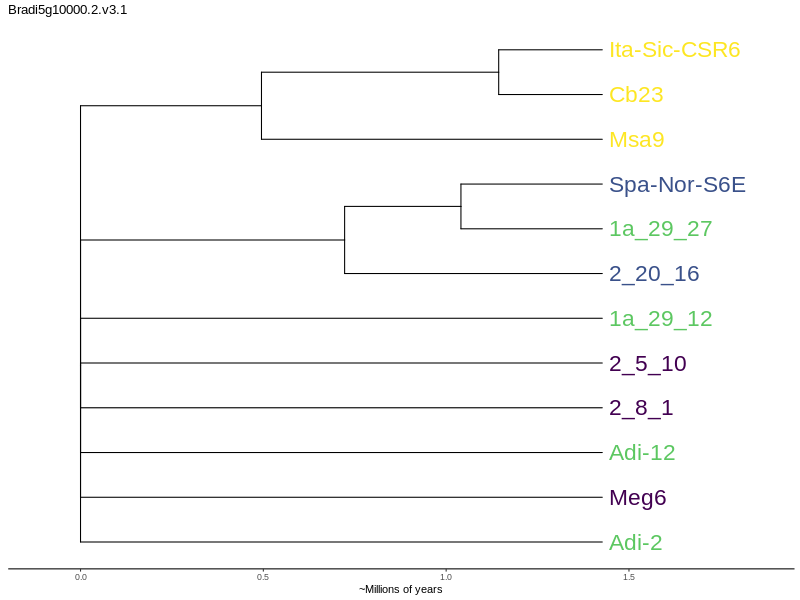 Bradi5g10000.2.v3.1
Ita-Sic-CSR6
Cb23
Msa9
Spa-Nor-S6E
1a_29_27
2_20_16
1a_29_12
2_5_10
2_8_1
Adi-12
Meg6
Adi-2
0.0 0.5 1.0 1.5
~Millions of years